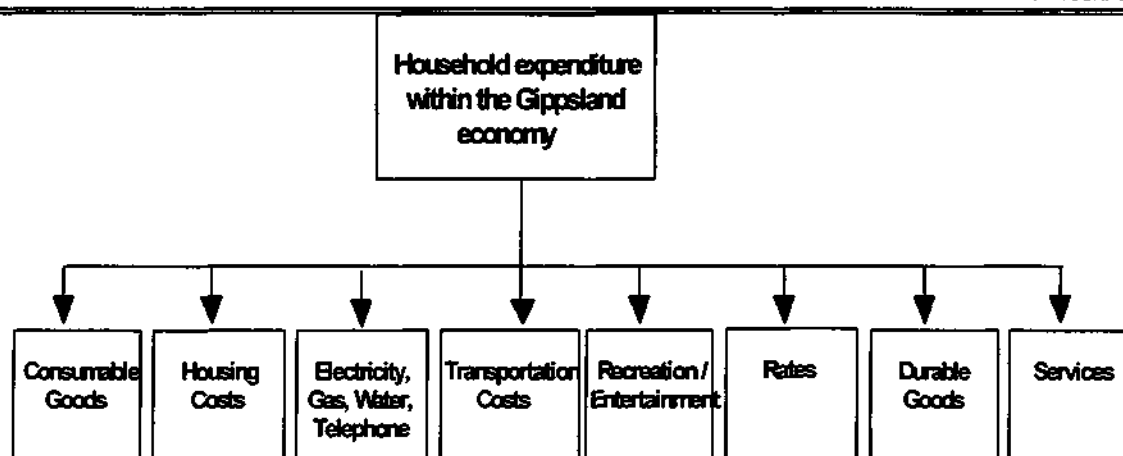 Household expenditure
within the Gippsland
economy
Consumable
Goods
Housing
Costs
Electricity,
Gas, Water,
Telephone
Transportation
Costs
Recreation /
Entertainment
Rates
Durable
Goods
Services